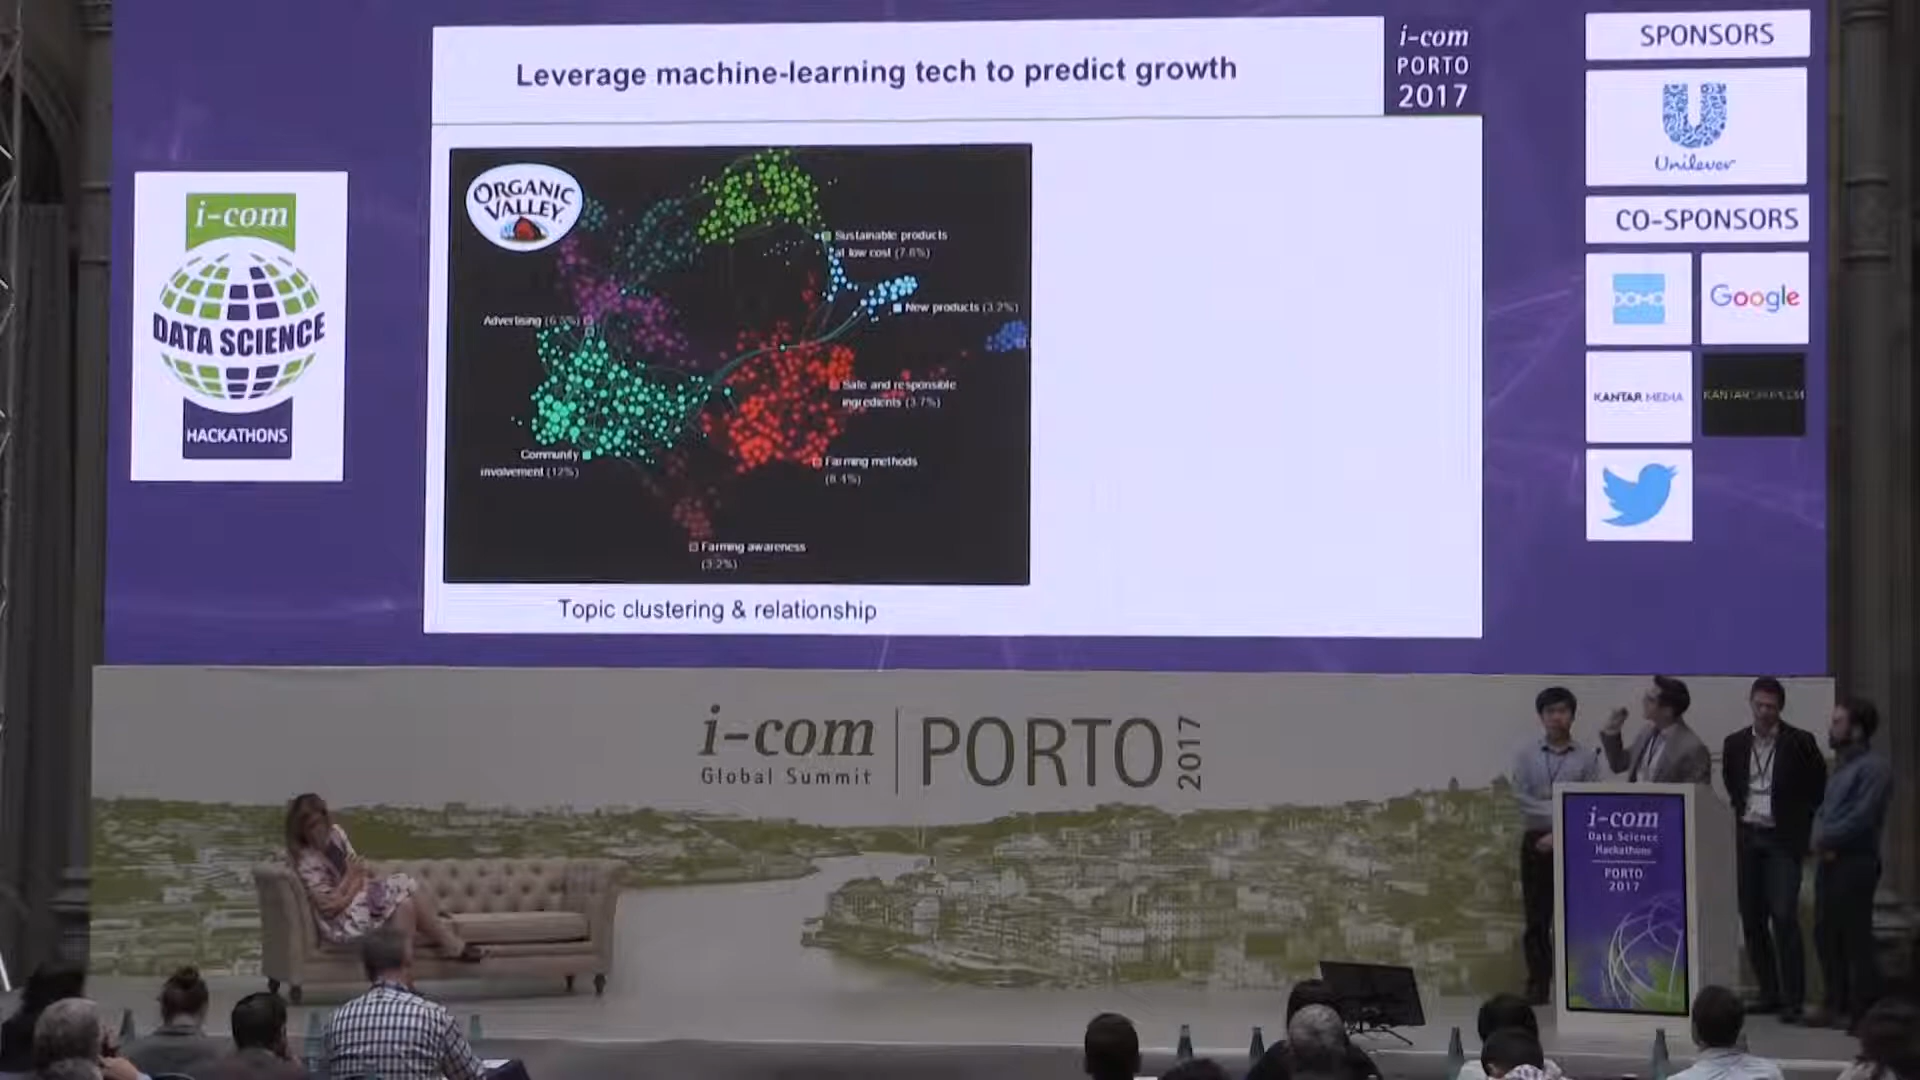 Leverage machine-learning tech to predict growth
i-com
PORTO
2017
SPONSORS
Unilever
CO-SPONSORS
DOMO
Google
KANTAR MEDIA
i-com
DATA SCIENCE
HACKATHONS
ORGANIC
VALLEY
Sustainable products
at low cost (7.8%)
New products (3.2%)
Advertising (6.5%)
Safe and responsible
ingredients (3.7%)
Community
involvement (12%)
Farming methods
(8.4%)
Farming awareness
(3.2%)
Topic clustering & relationship
i-com
Global Summit
PORTO
2017
i-com
Data Science
Hackathons
PORTO
2017